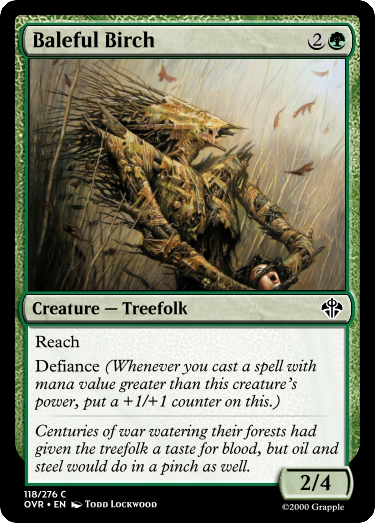 Baleful Birch 2
Creature — Treefolk
Reach
Defiance (Whenever you cast a spell with
mana value greater than this creature's
power, put a +1/+1 counter on this.)
Centuries of war watering their forests had
given the treefolk a taste for blood, but oil and
steel would do in a pinch as well.
2/4
118/276 C
OVR • EN Todd Lockwood
©2000 Grapple